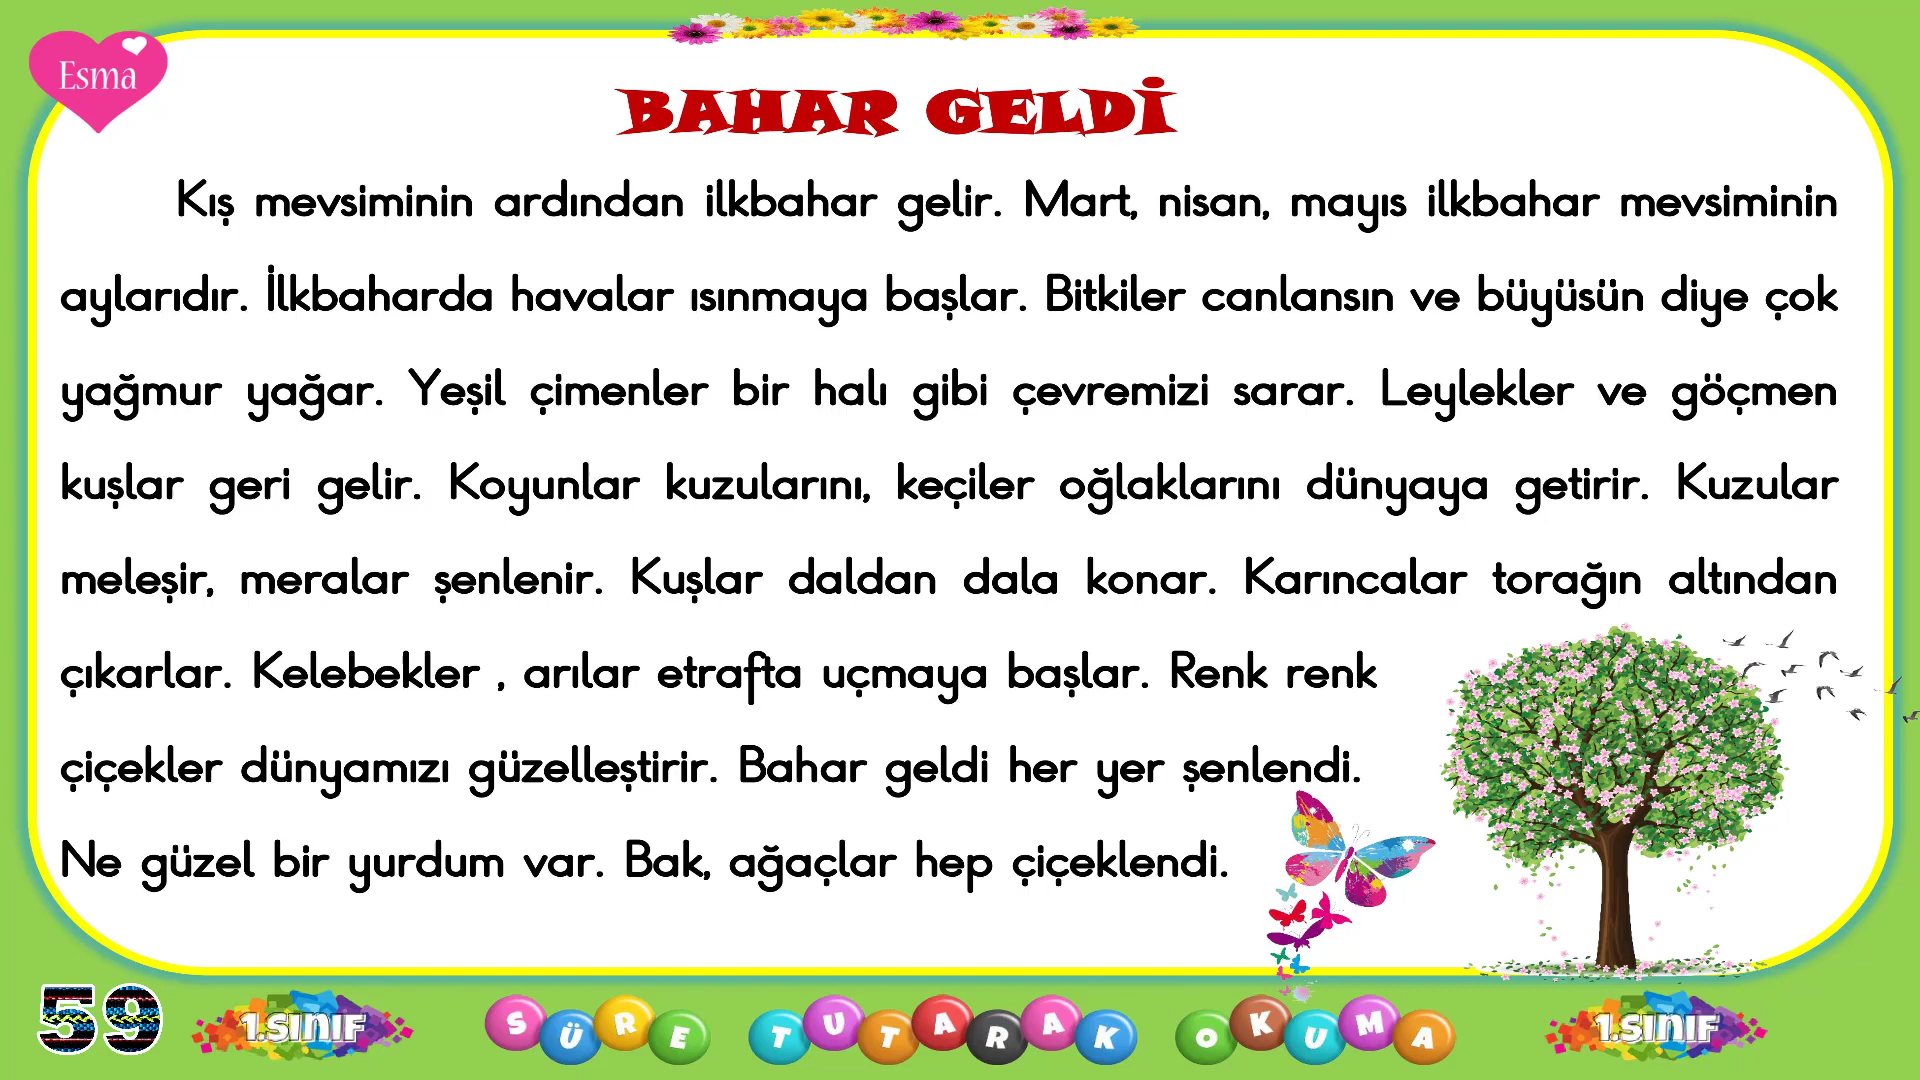 Esma
BAHAR GELDİ
Kış mevsiminin ardından ilkbahar gelir. Mart, nisan, mayıs ilkbahar mevsiminin
aylarıdır. İlkbaharda havalar ısınmaya başlar. Bitkiler canlansın ve büyüsün diye çok
yağmur yağar. Yeşil çimenler bir halı gibi çevremizi sarar. Leylekler ve göçmen
kuşlar geri gelir. Koyunlar kuzularını, keçiler oğlaklarını dünyaya getirir. Kuzular
meleşir, meralar şenlenir. Kuşlar daldan dala konar. Karıncalar torağın altından
çıkarlar. Kelebekler , arılar etrafta uçmaya başlar. Renk renk
çiçekler dünyamızı güzelleştirir. Bahar geldi her yer şenlendi.
Ne güzel bir yurdum var. Bak, ağaçlar hep çiçeklendi.
59 1.SINIF SÜRE TUTARAK OKUMA 1.SINIF